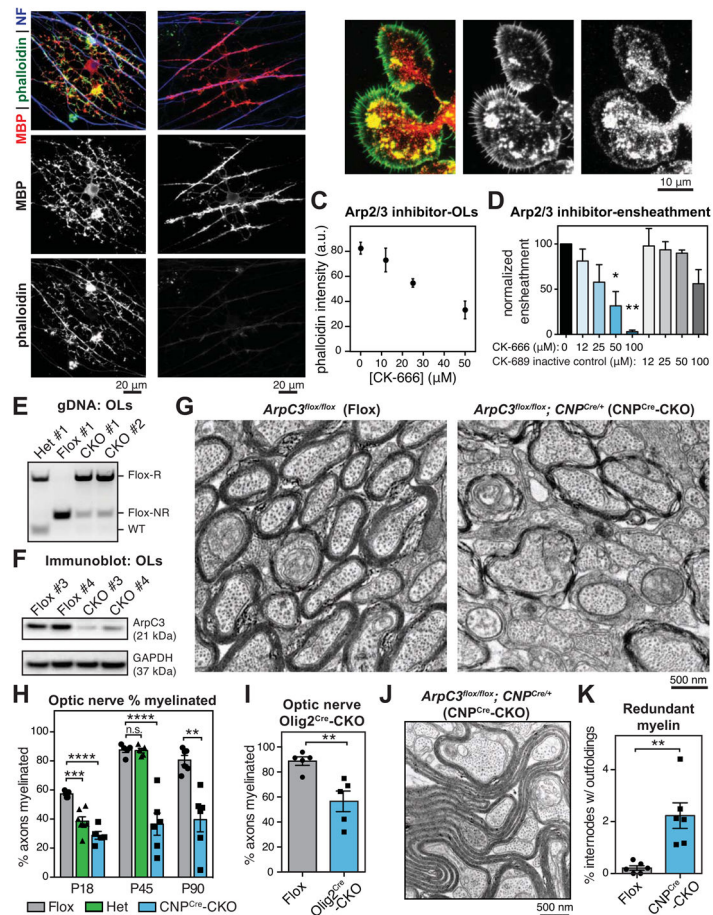 MBP | phalloidin | NF
MBP
phalloidin
20 µm
20 µm
10 µm
C
Arp2/3 inhibitor-OLs
phalloidin intensity (a.u.)
100
80
60
40
20
0
0 10 20 30 40 50
[CK-666] (µM)
D
Arp2/3 inhibitor-ensheathment
normalized
ensheathment
100
50
0
*
**
CK-666 (µM): 0 12 25 50 100
CK-689 inactive control (µM): 12 25 50 100
E
gDNA: OLs
Het #1
Flox #1
CKO #1
CKO #2
Flox-R
Flox-NR
WT
F
Immunoblot: OLs
Flox #3
Flox #4
CKO #3
CKO #4
ArpC3
(21 kDa)
GAPDH
(37 kDa)
G
ArpC3flox/flox (Flox)
ArpC3flox/flox; CNPCre/+ (CNPCre-CKO)
500 nm
H
Optic nerve % myelinated
% axons myelinated
100
80
60
40
20
0
****
***
****
n.s.
**
P18 P45 P90
Flox Het CNPCre-CKO
I
Optic nerve
Olig2Cre-CKO
% axons myelinated
100
80
60
40
20
0
**
Flox
Olig2Cre
-CKO
J
ArpC3flox/flox; CNPCre/+
(CNPCre-CKO)
500 nm
K
Redundant
myelin
% internodes w/ outfoldings
4
2
0
**
Flox
CNPCre
-CKO